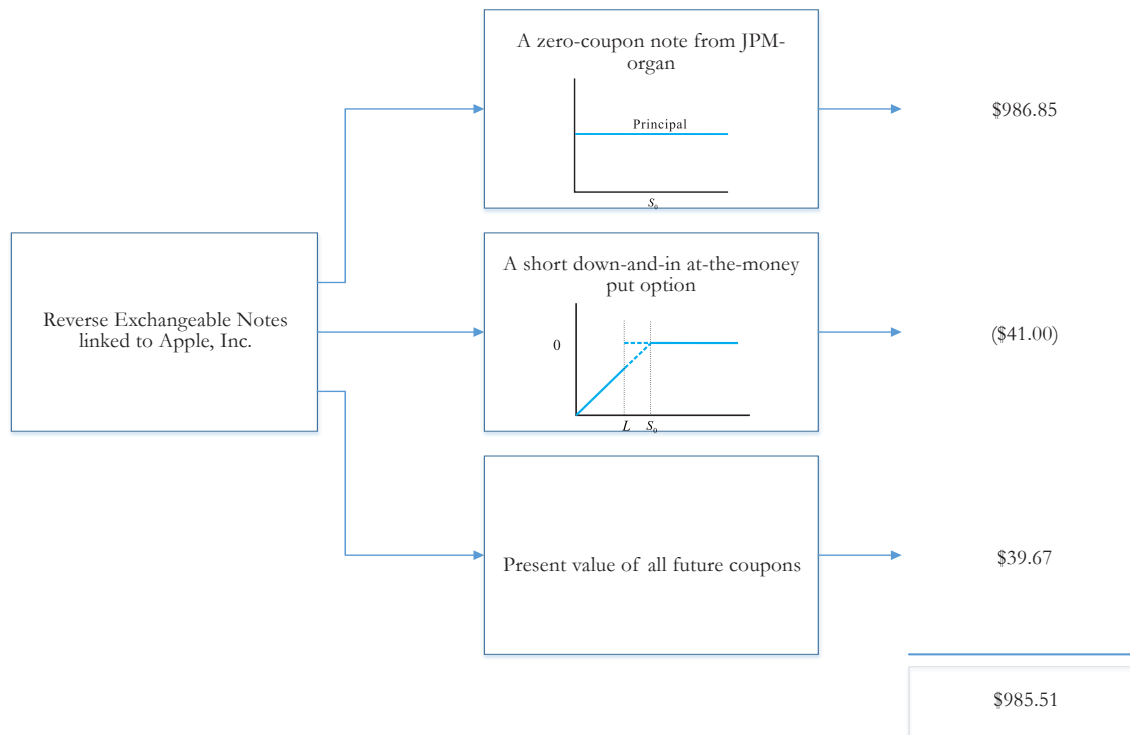 A zero-coupon note from JPM-
organ
Principal
S₀
$986.85
Reverse Exchangeable Notes
linked to Apple, Inc.
A short down-and-in at-the-money
put option
0
L S₀
($41.00)
Present value of all future coupons
$39.67
$985.51